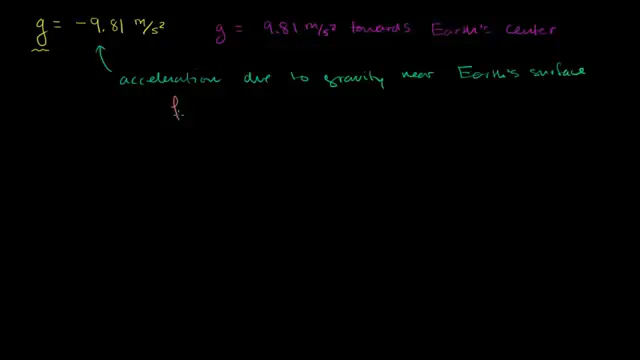 g = -9.81 m/s² g = 9.81 m/s² towards Earth's center
acceleration due to gravity near Earth's surface
f